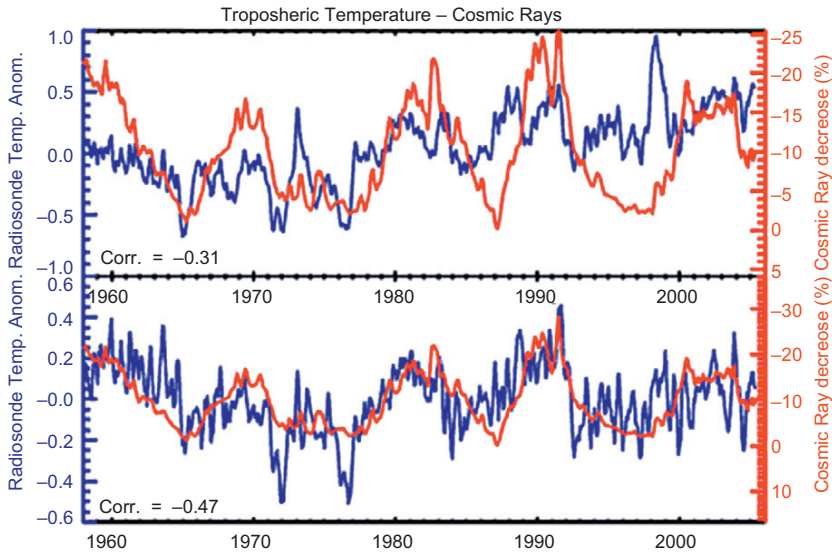 Troposheric Temperature – Cosmic Rays
Radiosonde Temp. Anom.
1.0
0.5
0.0
–0.5
–1.0
Corr. = –0.31
–25
–20
–15
–10
–5
0
5
Cosmic Ray decreose (%)
1960 1970 1980 1990 2000
Radiosonde Temp. Anom.
0.6
0.4
0.2
–0.0
–0.2
–0.4
–0.6
Corr. = –0.47
–30
–20
–10
0
10
Cosmic Ray decrease (%)
1960 1970 1980 1990 2000